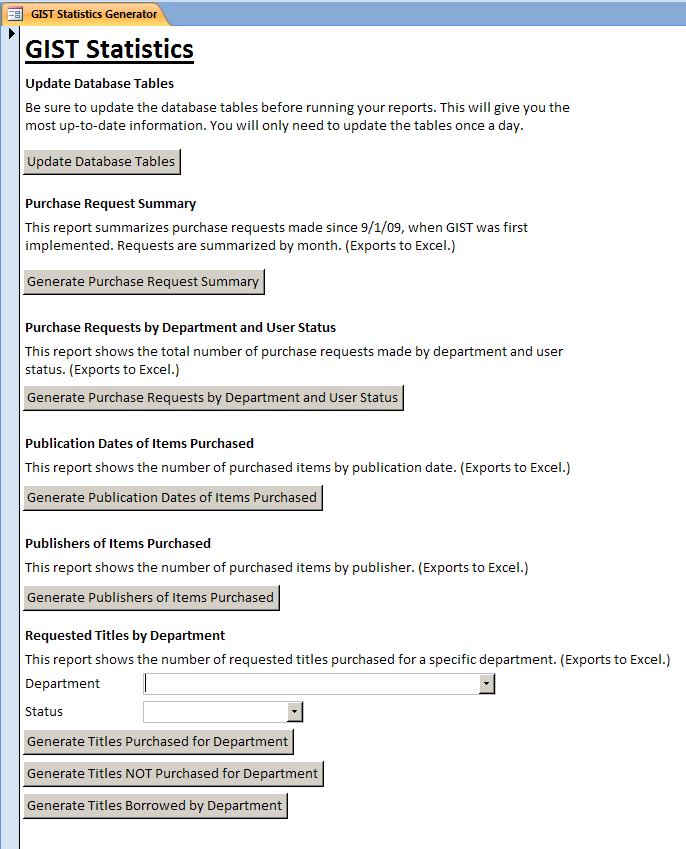 GIST Statistics Generator
GIST Statistics
Update Database Tables
Be sure to update the database tables before running your reports. This will give you the
most up-to-date information. You will only need to update the tables once a day.
Update Database Tables
Purchase Request Summary
This report summarizes purchase requests made since 9/1/09, when GIST was first
implemented. Requests are summarized by month. (Exports to Excel.)
Generate Purchase Request Summary
Purchase Requests by Department and User Status
This report shows the total number of purchase requests made by department and user
status. (Exports to Excel.)
Generate Purchase Requests by Department and User Status
Publication Dates of Items Purchased
This report shows the number of purchased items by publication date. (Exports to Excel.)
Generate Publication Dates of Items Purchased
Publishers of Items Purchased
This report shows the number of purchased items by publisher. (Exports to Excel.)
Generate Publishers of Items Purchased
Requested Titles by Department
This report shows the number of requested titles purchased for a specific department. (Exports to Excel.)
Department
Status
Generate Titles Purchased for Department
Generate Titles NOT Purchased for Department
Generate Titles Borrowed by Department